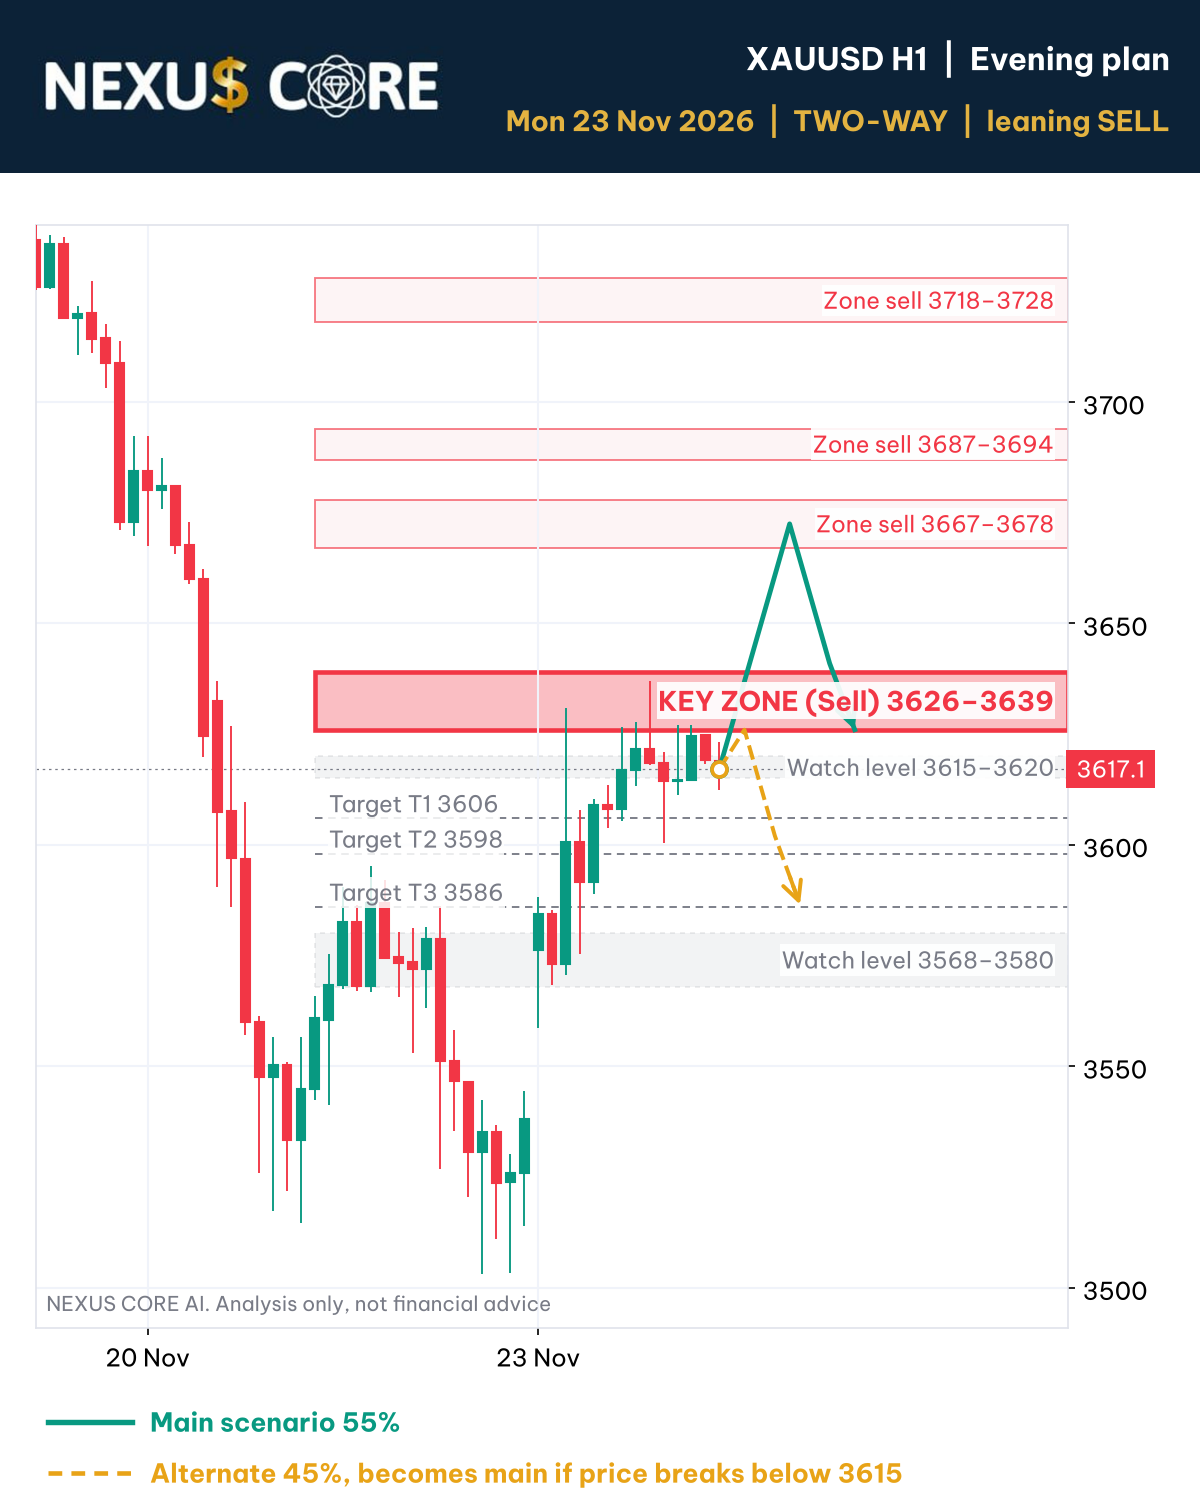 NEXU$ CORE
XAUUSD H1 | Evening plan
Mon 23 Nov 2026 | TWO-WAY | leaning SELL
Zone sell 3718–3728
3700
Zone sell 3687–3694
Zone sell 3667–3678
3650
KEY ZONE (Sell) 3626–3639
Watch level 3615–3620
3617.1
Target T1 3606
Target T2 3598
3600
Target T3 3586
Watch level 3568–3580
3550
3500
NEXUS CORE AI. Analysis only, not financial advice
20 Nov
23 Nov
Main scenario 55%
Alternate 45%, becomes main if price breaks below 3615